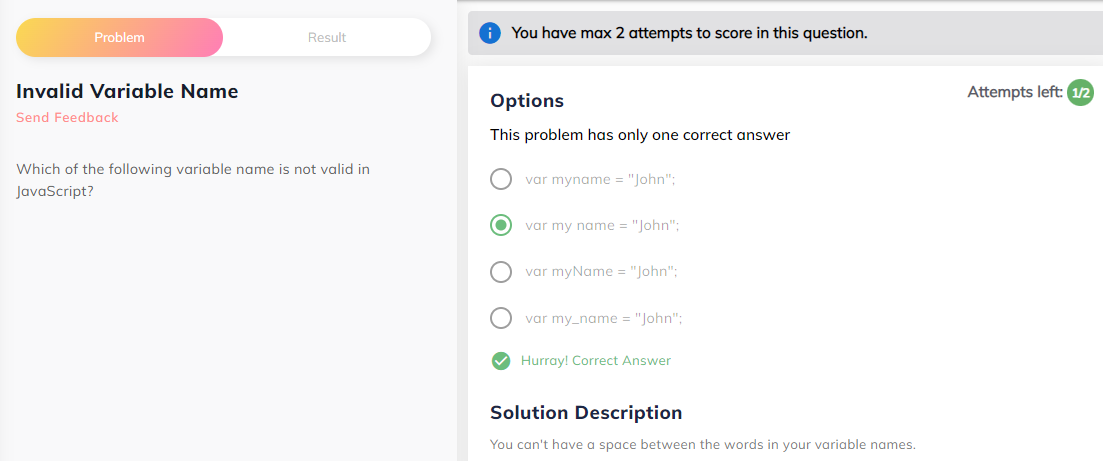 Problem
Result
Invalid Variable Name
Send Feedback
Which of the following variable name is not valid in
JavaScript?
You have max 2 attempts to score in this question.
Attempts left: 1/2
Options
This problem has only one correct answer
var myname = "John";
var my name = "John";
var myName = "John";
var my_name = "John";
Hurray! Correct Answer
Solution Description
You can't have a space between the words in your variable names.